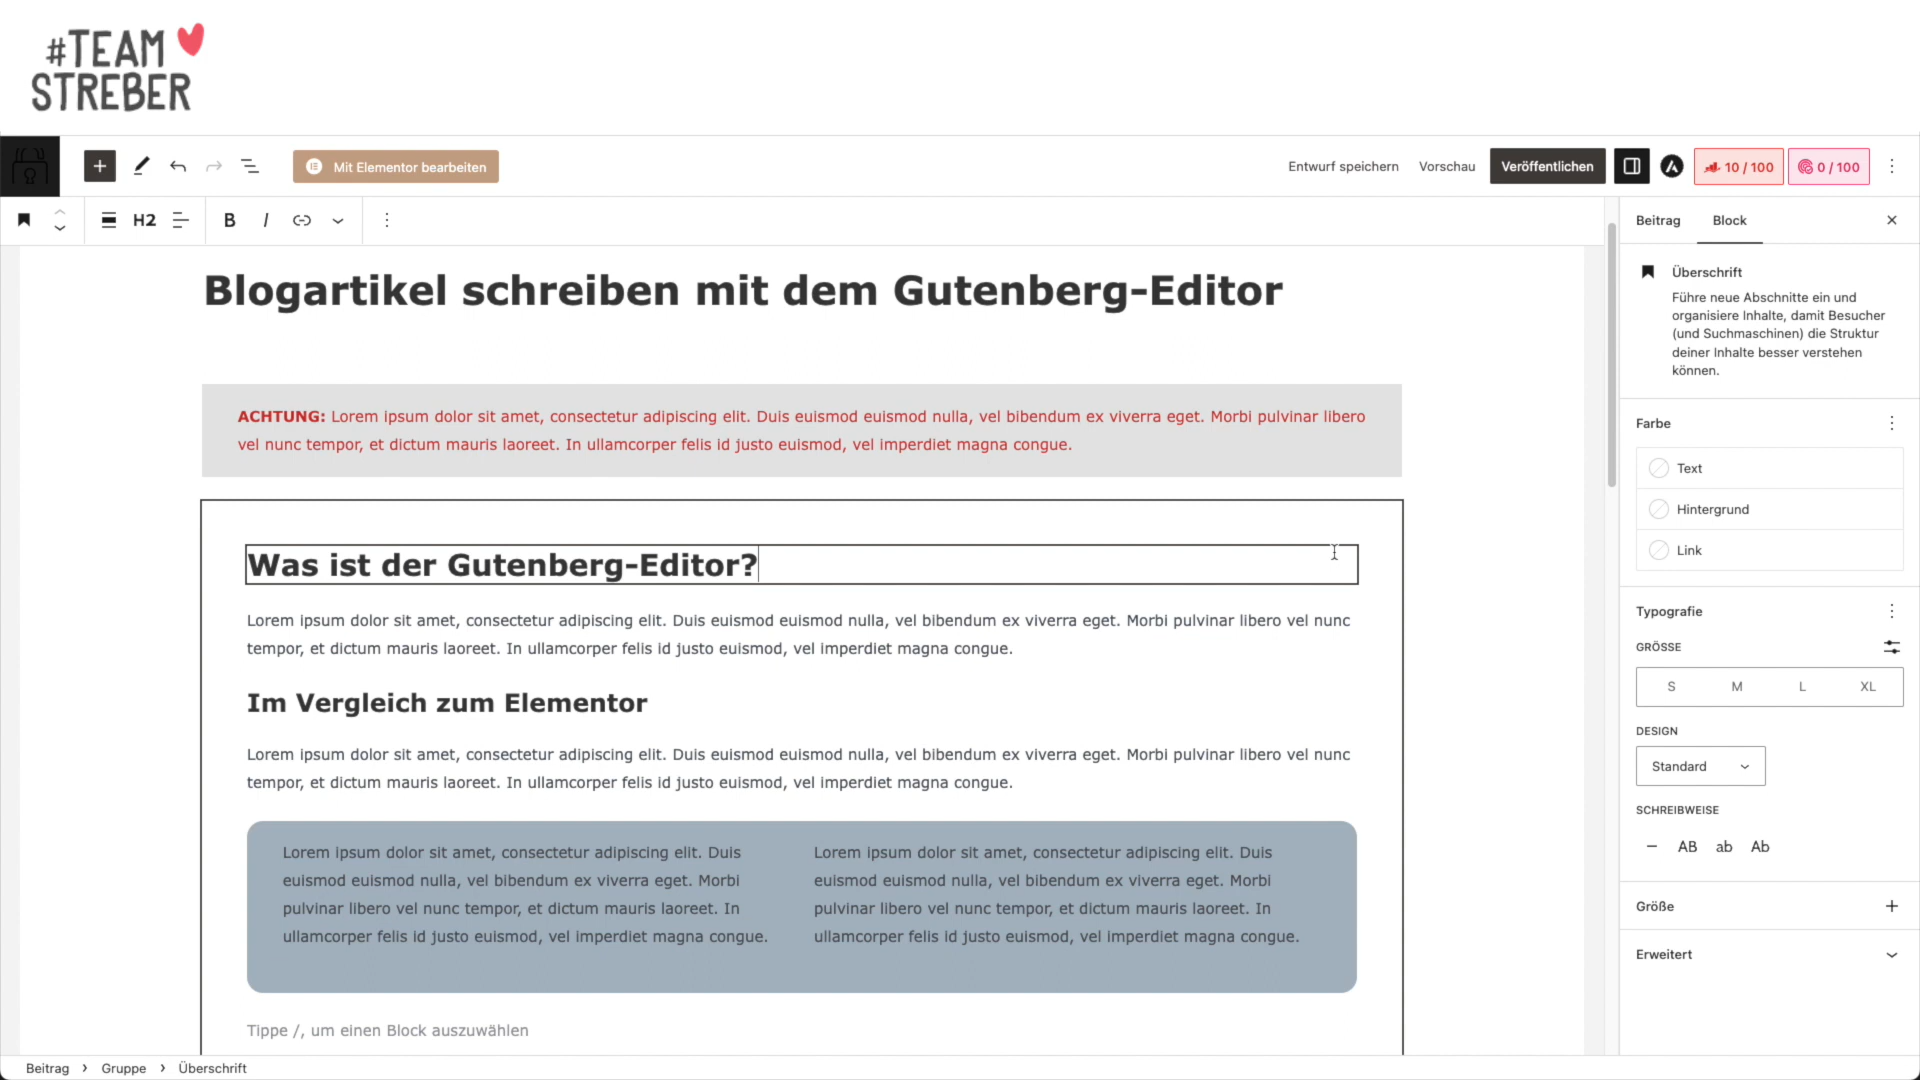 #TEAM
STREBER
Mit Elementor bearbeiten
Entwurf speichern
Vorschau
Veröffentlichen
10 / 100
0 / 100
H2
B
I
Beitrag
Block
Blogartikel schreiben mit dem Gutenberg-Editor
ACHTUNG: Lorem ipsum dolor sit amet, consectetur adipiscing elit. Duis euismod euismod nulla, vel bibendum ex viverra eget. Morbi pulvinar libero
vel nunc tempor, et dictum mauris laoreet. In ullamcorper felis id justo euismod, vel imperdiet magna congue.
Was ist der Gutenberg-Editor?
Lorem ipsum dolor sit amet, consectetur adipiscing elit. Duis euismod euismod nulla, vel bibendum ex viverra eget. Morbi pulvinar libero vel nunc
tempor, et dictum mauris laoreet. In ullamcorper felis id justo euismod, vel imperdiet magna congue.
Im Vergleich zum Elementor
Lorem ipsum dolor sit amet, consectetur adipiscing elit. Duis euismod euismod nulla, vel bibendum ex viverra eget. Morbi pulvinar libero vel nunc
tempor, et dictum mauris laoreet. In ullamcorper felis id justo euismod, vel imperdiet magna congue.
Lorem ipsum dolor sit amet, consectetur adipiscing elit. Duis
euismod euismod nulla, vel bibendum ex viverra eget. Morbi
pulvinar libero vel nunc tempor, et dictum mauris laoreet. In
ullamcorper felis id justo euismod, vel imperdiet magna congue.
Lorem ipsum dolor sit amet, consectetur adipiscing elit. Duis
euismod euismod nulla, vel bibendum ex viverra eget. Morbi
pulvinar libero vel nunc tempor, et dictum mauris laoreet. In
ullamcorper felis id justo euismod, vel imperdiet magna congue.
Tippe /, um einen Block auszuwählen
Überschrift
Führe neue Abschnitte ein und
organisiere Inhalte, damit Besucher
(und Suchmaschinen) die Struktur
deiner Inhalte besser verstehen
können.
Farbe
Text
Hintergrund
Link
Typografie
GRÖSSE
S M L XL
DESIGN
Standard
SCHREIBWEISE
– AB ab Ab
Größe
Erweitert
Beitrag › Gruppe › Überschrift